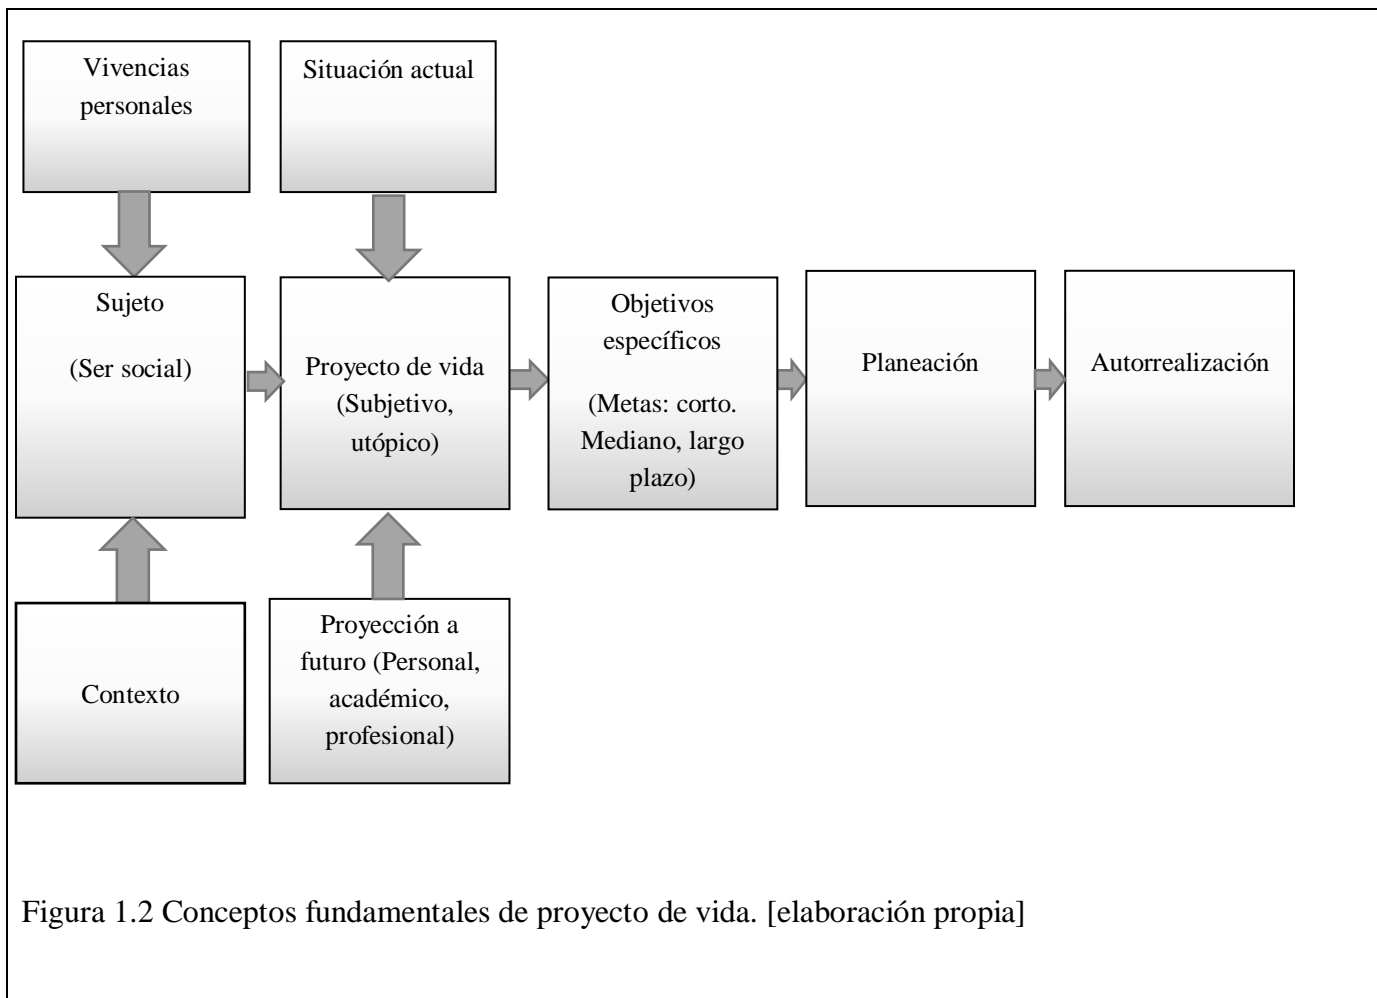 Vivencias
personales
Situación actual
Sujeto
(Ser social)
Proyecto de vida
(Subjetivo,
utópico)
Objetivos
específicos
(Metas: corto.
Mediano, largo
plazo)
Planeación
Autorrealización
Contexto
Proyección a
futuro (Personal,
académico,
profesional)
Figura 1.2 Conceptos fundamentales de proyecto de vida. [elaboración propia]